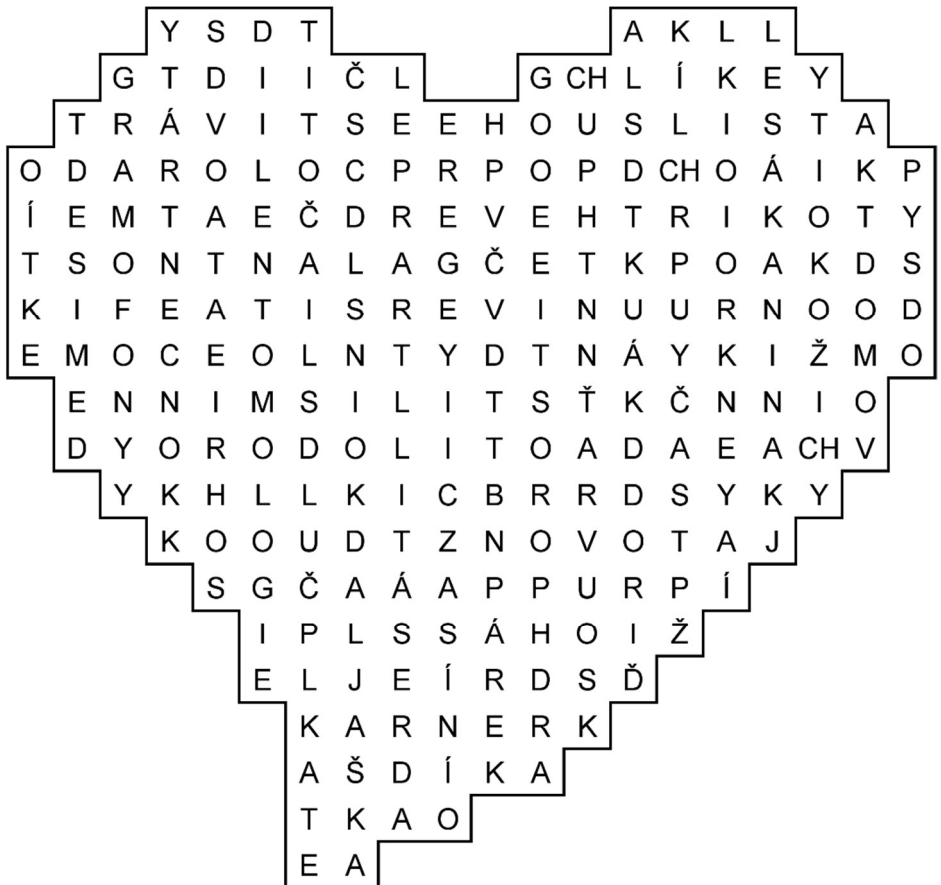 Y S D T A K L L
G T D I I Č L G CH L Í K E Y
T R Á V I T S E E H O U S L I S T A
O D A R O L O C P R P O P D CH O Á I K P
Í E M T A E Č D R E V E H T R I K O T Y
T S O N T N A L A G Č E T K P O A K D S
K I F E A T I S R E V I N U U R N O O D
E M O C E O L N T Y D T N Á Y K I Ž M O
E N N I M S I L I T S Ť K Č N N I O
D Y O R O D O L I T O A D A E A CH V
Y K H L L K I C B R R D S Y K Y
K O O U D T Z N O V O T A J
S G Č A Á A P P U R P Í
I P L S S Á H O I Ž
E L J E Í R D S Ď
K A R N E R K
A Š D Í K A
T K A O
E A